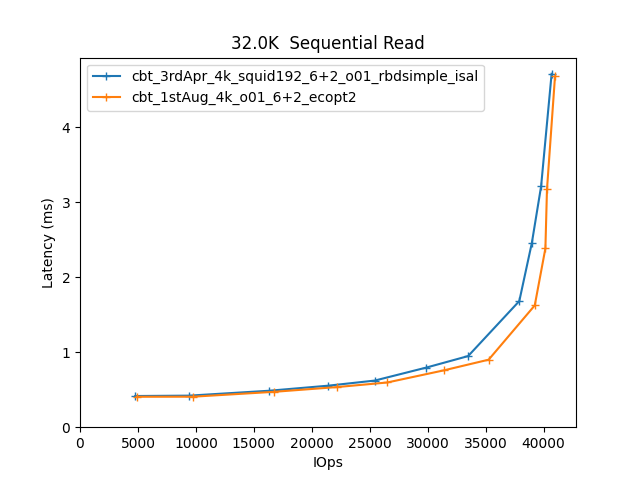 32.0K  Sequential Read
cbt_3rdApr_4k_squid192_6+2_o01_rbdsimple_isal
cbt_1stAug_4k_o01_6+2_ecopt2
Latency (ms)
4
3
2
1
0
0 5000 10000 15000 20000 25000 30000 35000 40000
IOps